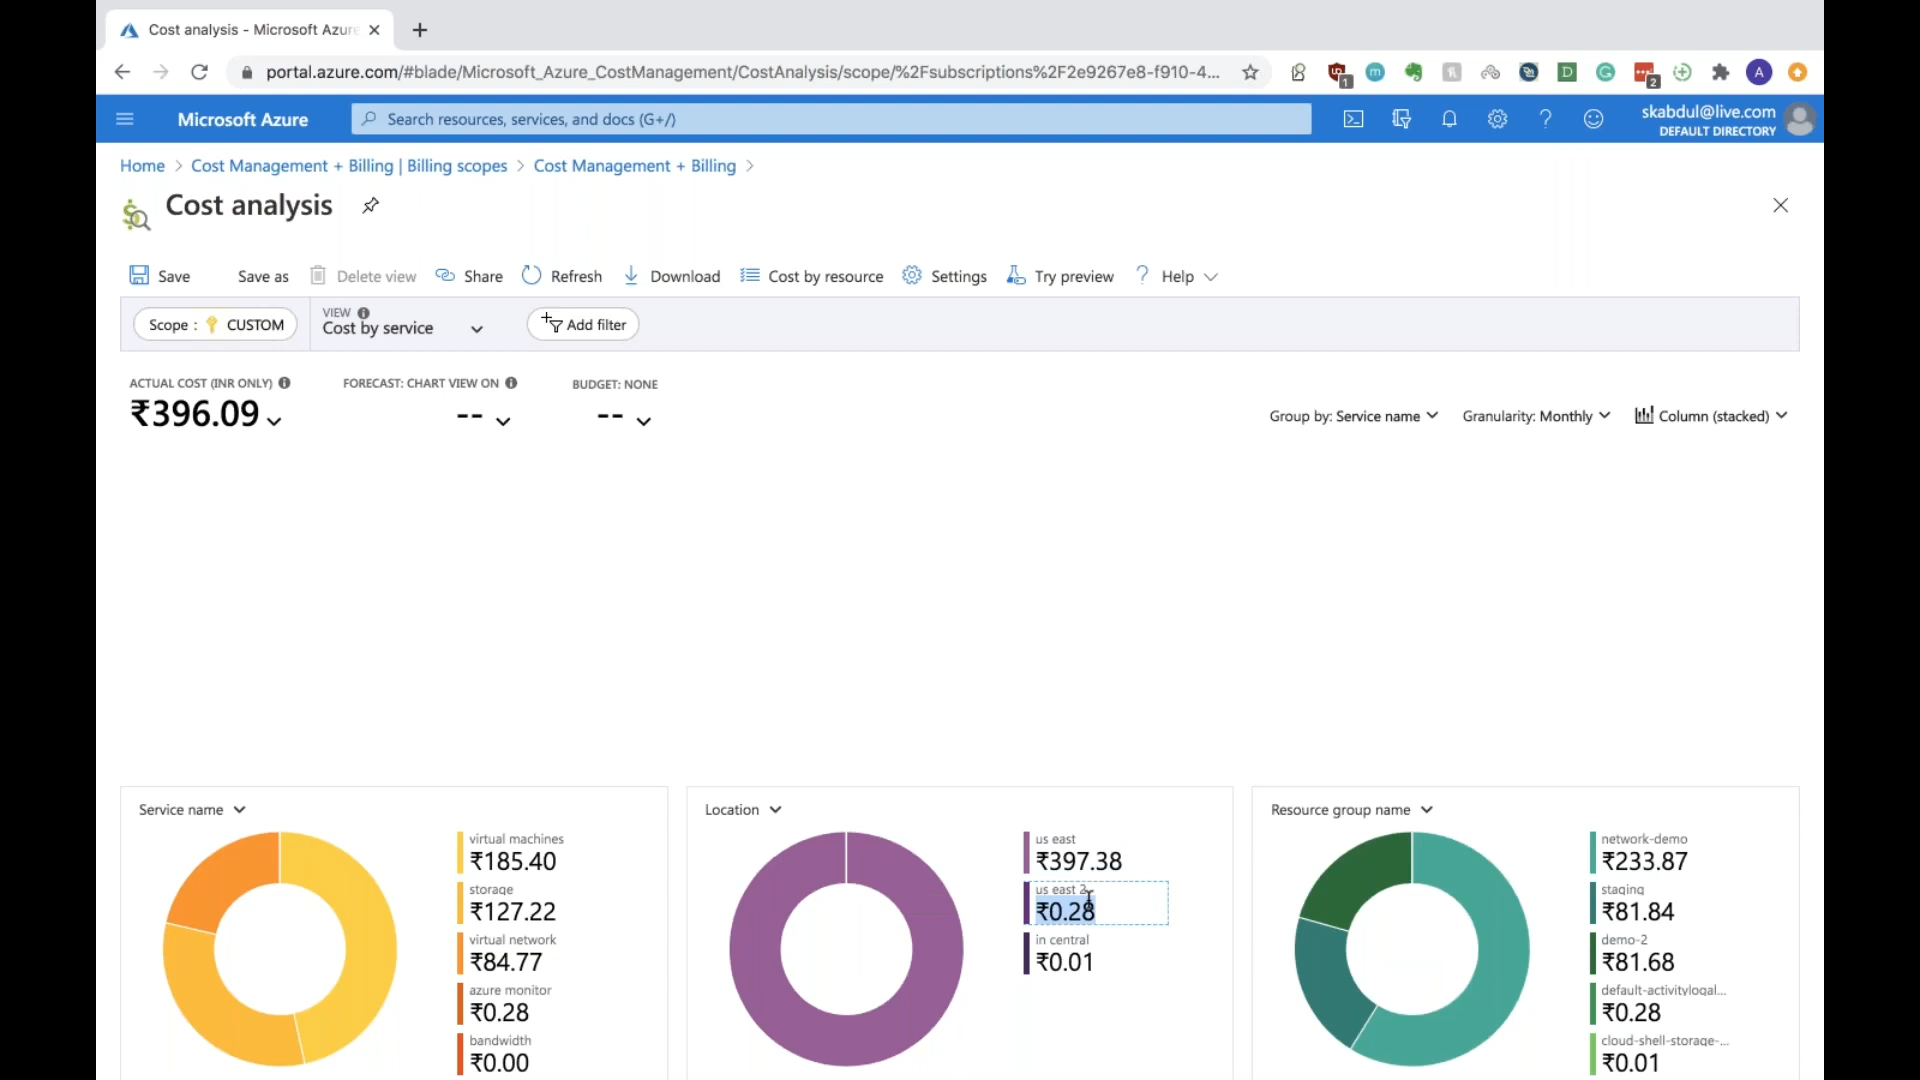 Cost analysis - Microsoft Azure
portal.azure.com/#blade/Microsoft_Azure_CostManagement/CostAnalysis/scope/%2Fsubscriptions%2F2e9267e8-f910-4...
1
m
D
2
A
Microsoft Azure
Search resources, services, and docs (G+/)
skabdul@live.com
DEFAULT DIRECTORY
Home > Cost Management + Billing | Billing scopes > Cost Management + Billing >
Cost analysis
Save
Save as
Delete view
Share
Refresh
Download
Cost by resource
Settings
Try preview
Help
Scope : CUSTOM
VIEW
Cost by service
Add filter
ACTUAL COST (INR ONLY)
₹396.09
FORECAST: CHART VIEW ON
--
BUDGET: NONE
--
Group by: Service name
Granularity: Monthly
Column (stacked)
Service name
virtual machines
₹185.40
storage
₹127.22
virtual network
₹84.77
azure monitor
₹0.28
bandwidth
₹0.00
Location
us east
₹397.38
us east 2
₹0.28
in central
₹0.01
Resource group name
network-demo
₹233.87
staging
₹81.84
demo-2
₹81.68
default-activitylogal...
₹0.28
cloud-shell-storage-...
₹0.01